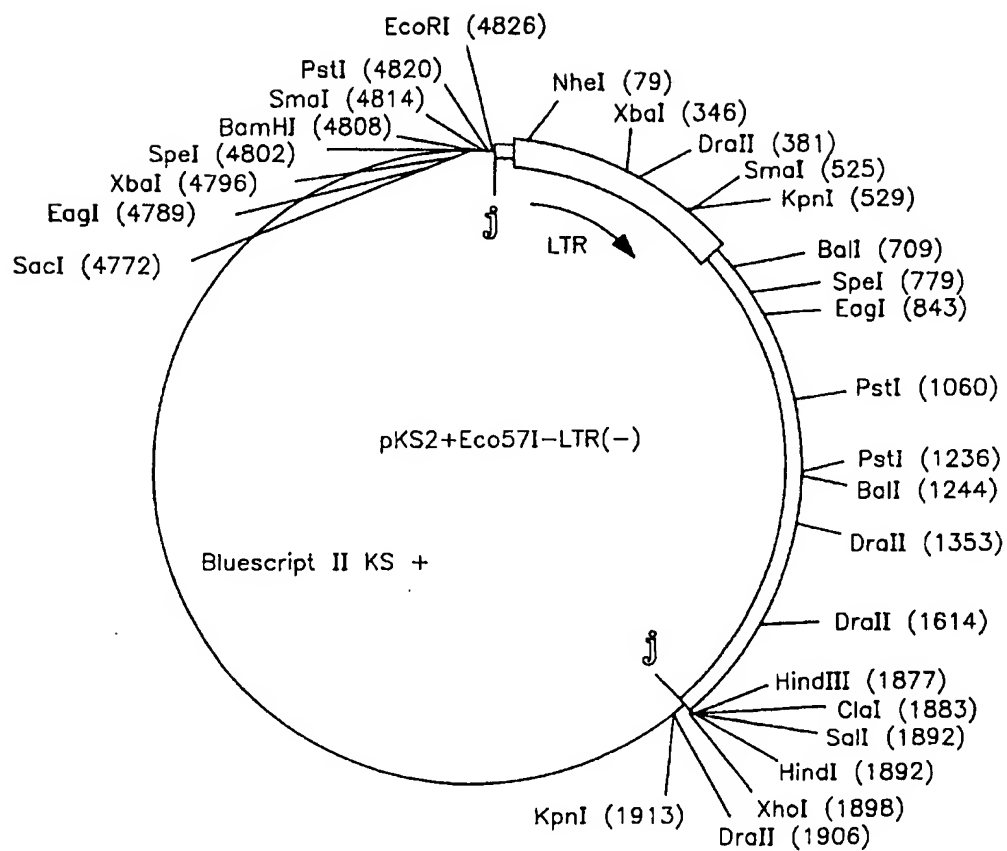 EcoRI (4826)
PstI (4820)
SmaI (4814)
BamHI (4808)
SpeI (4802)
XbaI (4796)
EagI (4789)
SacI (4772)
NheI (79)
XbaI (346)
DraII (381)
SmaI (525)
KpnI (529)
j
LTR
BalI (709)
SpeI (779)
EagI (843)
PstI (1060)
pKS2+Eco57I-LTR(-)
PstI (1236)
BalI (1244)
DraII (1353)
Bluescript II KS +
DraII (1614)
j
HindIII (1877)
ClaI (1883)
SalI (1892)
HindI (1892)
XhoI (1898)
KpnI (1913)
DraII (1906)